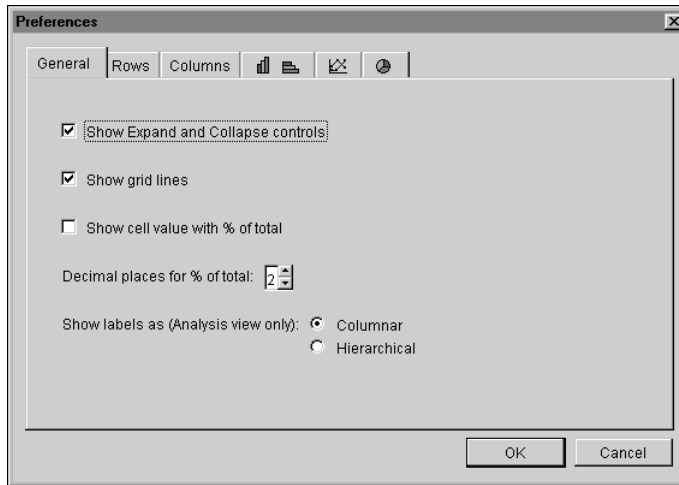 Preferences
General Rows Columns
Show Expand and Collapse controls
Show grid lines
Show cell value with % of total
Decimal places for % of total: 2
Show labels as (Analysis view only): Columnar
Hierarchical
OK Cancel